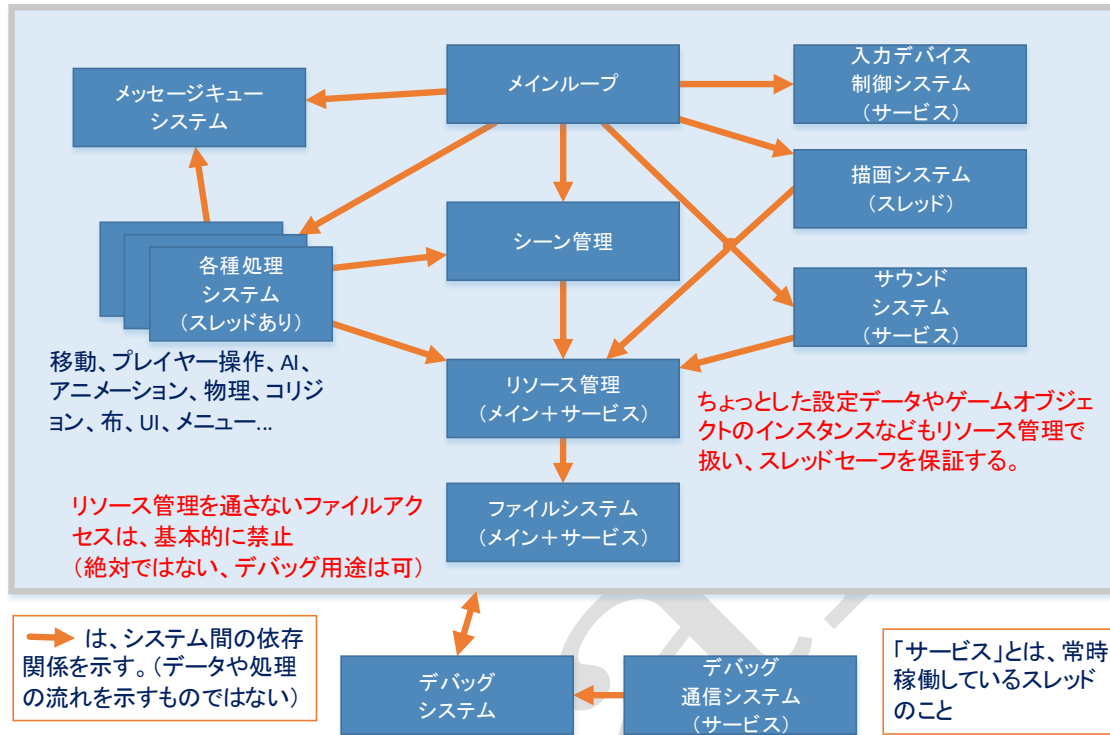 メインループ
入力デバイス
制御システム
(サービス)
メッセージキュー
システム
描画システム
(スレッド)
シーン管理
各種処理
システム
(スレッドあり)
サウンド
システム
(サービス)
移動、プレイヤー操作、AI、
アニメーション、物理、コリジ
ョン、布、UI、メニュー...
リソース管理
(メイン+サービス)
ちょっとした設定データやゲームオブジェ
クトのインスタンスなどもリソース管理で
扱い、スレッドセーフを保証する。
リソース管理を通さないファイルアク
セスは、基本的に禁止
(絶対ではない、デバッグ用途は可)
ファイルシステム
(メイン+サービス)
は、システム間の依存
関係を示す。(データや処理
の流れを示すものではない)
デバッグ
システム
デバッグ
通信システム
(サービス)
「サービス」とは、常時
稼働しているスレッド
のこと